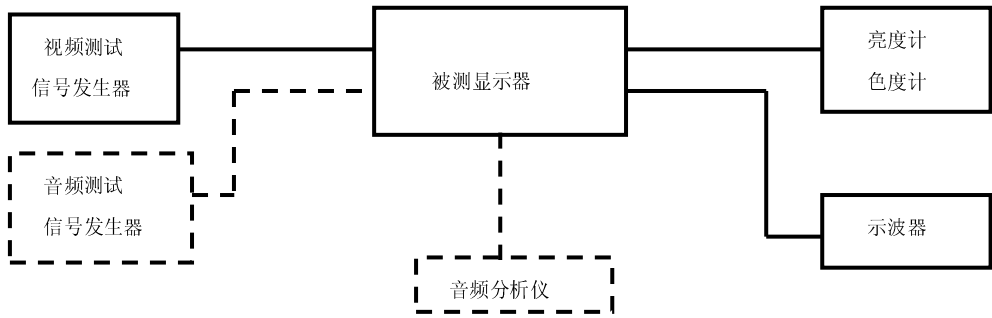 视频测试
信号发生器
被测显示器
亮度计
色度计
音频测试
信号发生器
示波器
音频分析仪